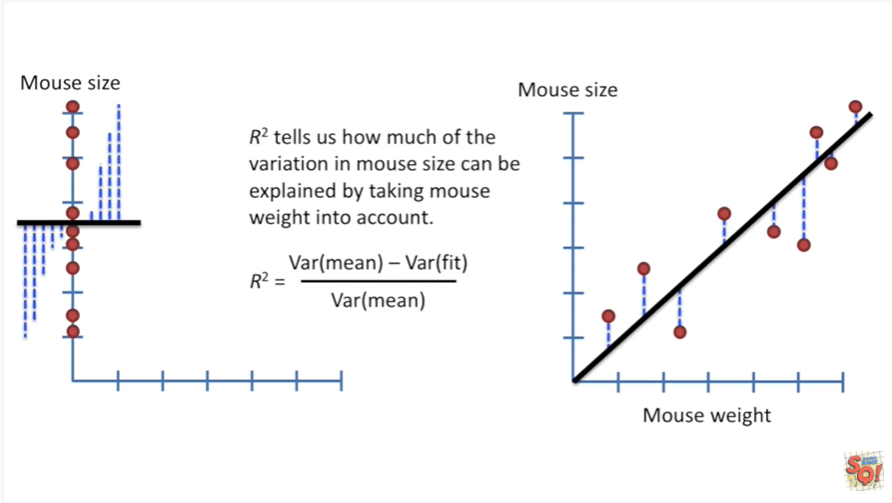 Mouse size
R² tells us how much of the
variation in mouse size can be
explained by taking mouse
weight into account.
R² =
Var(mean) – Var(fit)
Var(mean)
Mouse size
Mouse weight
SQ!